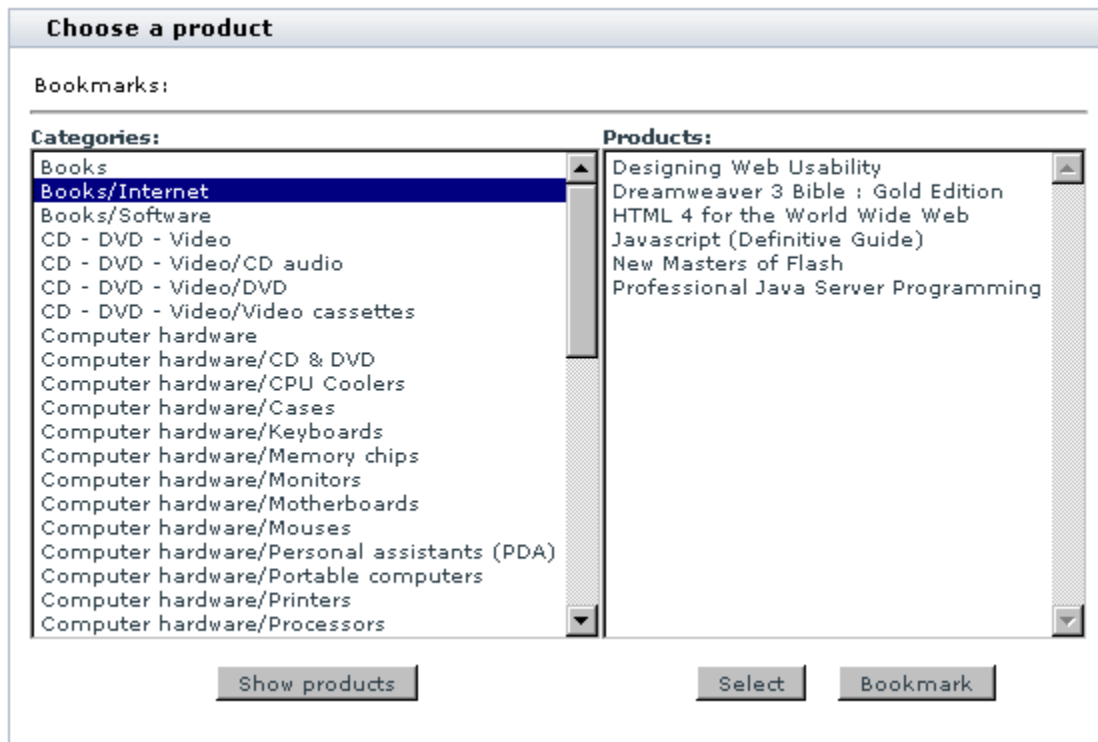 Choose a product
Bookmarks:
Categories:
Books
Books/Internet
Books/Software
CD - DVD - Video
CD - DVD - Video/CD audio
CD - DVD - Video/DVD
CD - DVD - Video/Video cassettes
Computer hardware
Computer hardware/CD & DVD
Computer hardware/CPU Coolers
Computer hardware/Cases
Computer hardware/Keyboards
Computer hardware/Memory chips
Computer hardware/Monitors
Computer hardware/Motherboards
Computer hardware/Mouses
Computer hardware/Personal assistants (PDA)
Computer hardware/Portable computers
Computer hardware/Printers
Computer hardware/Processors
Show products
Products:
Designing Web Usability
Dreamweaver 3 Bible : Gold Edition
HTML 4 for the World Wide Web
Javascript (Definitive Guide)
New Masters of Flash
Professional Java Server Programming
Select
Bookmark